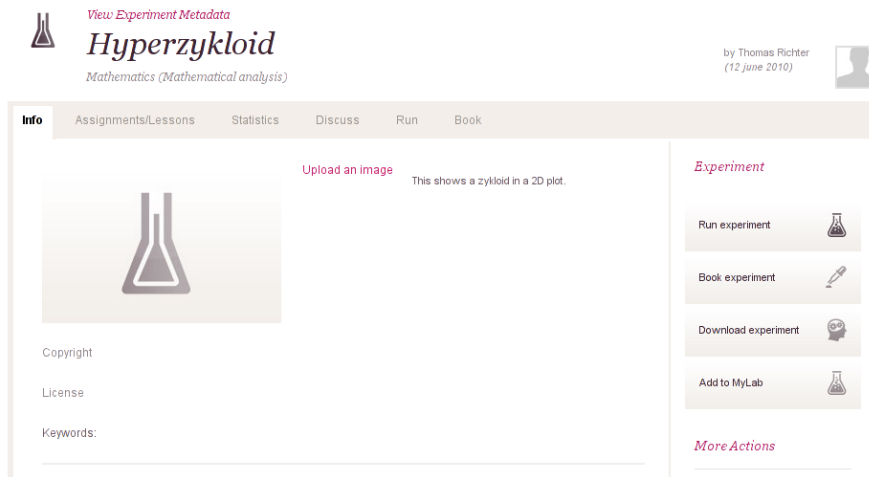 View Experiment Metadata
Hyperzykloid
Mathematics (Mathematical analysis)
by Thomas Richter
(12 june 2010)
Info
Assignments/Lessons
Statistics
Discuss
Run
Book
Upload an image
This shows a zykloid in a 2D plot.
Copyright
License
Keywords:
Experiment
Run experiment
Book experiment
Download experiment
Add to MyLab
More Actions